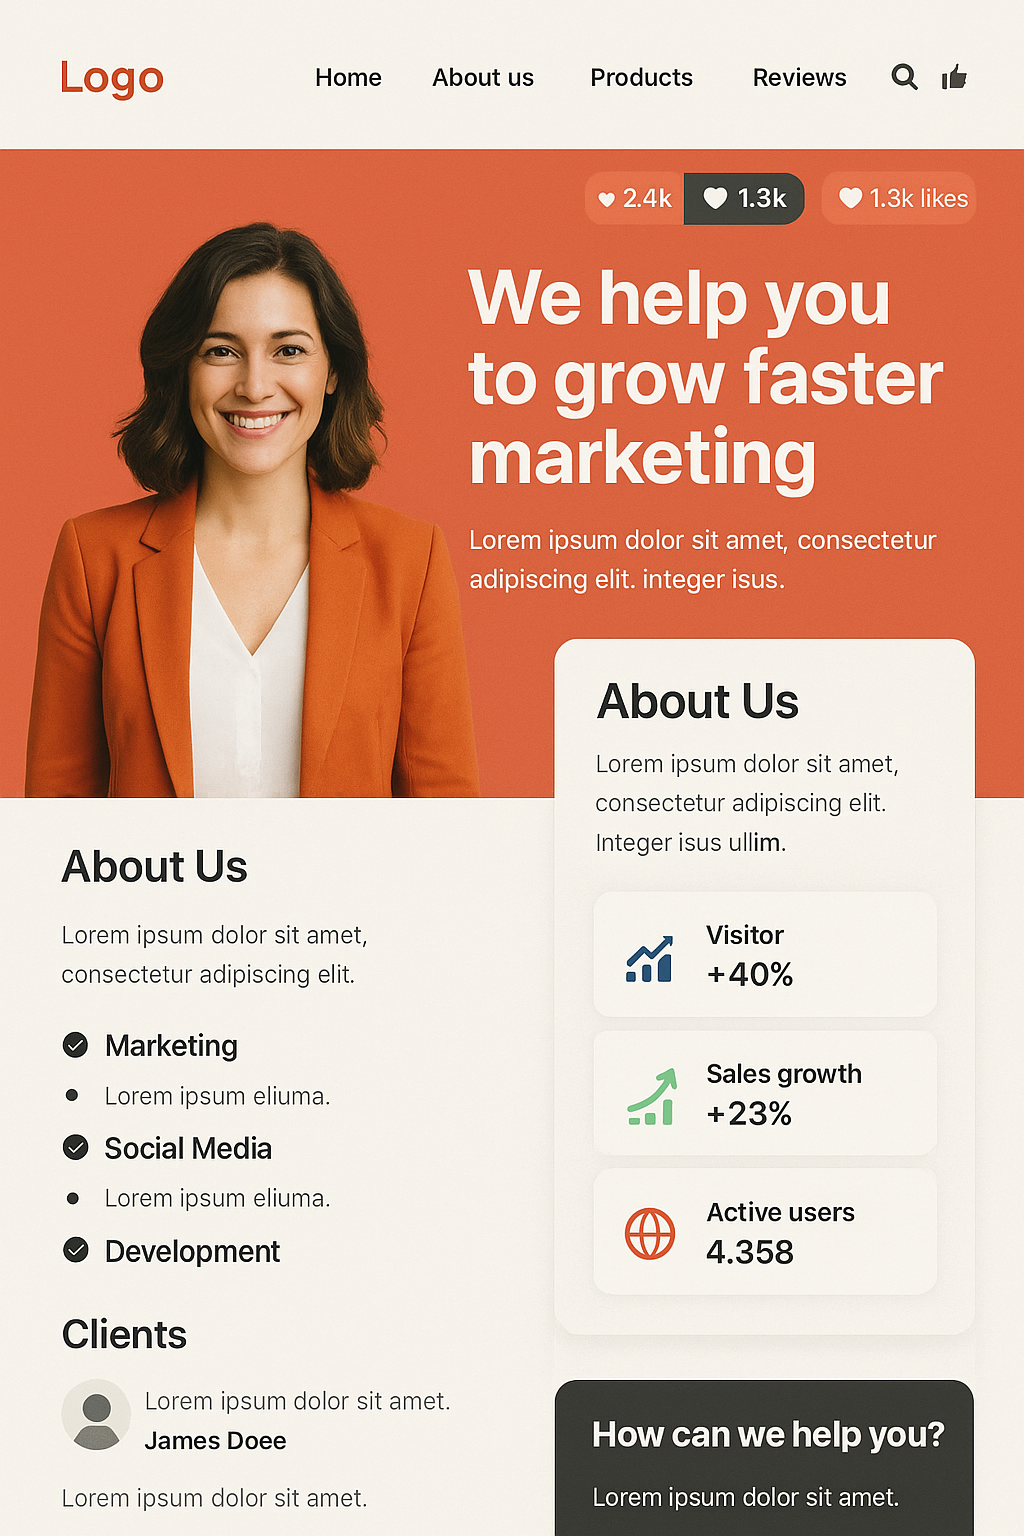 Logo
Home
About us
Products
Reviews
2.4k
1.3k
1.3k likes
We help you
to grow faster
marketing
Lorem ipsum dolor sit amet, consectetur
adipiscing elit. integer isus.
About Us
Lorem ipsum dolor sit amet,
consectetur adipiscing elit.
Integer isus ullim.
Visitor
+40%
Sales growth
+23%
Active users
4.358
About Us
Lorem ipsum dolor sit amet,
consectetur adipiscing elit.
Marketing
Lorem ipsum eliuma.
Social Media
Lorem ipsum eliuma.
Development
Clients
Lorem ipsum dolor sit amet.
James Doee
Lorem ipsum dolor sit amet.
How can we help you?
Lorem ipsum dolor sit amet.